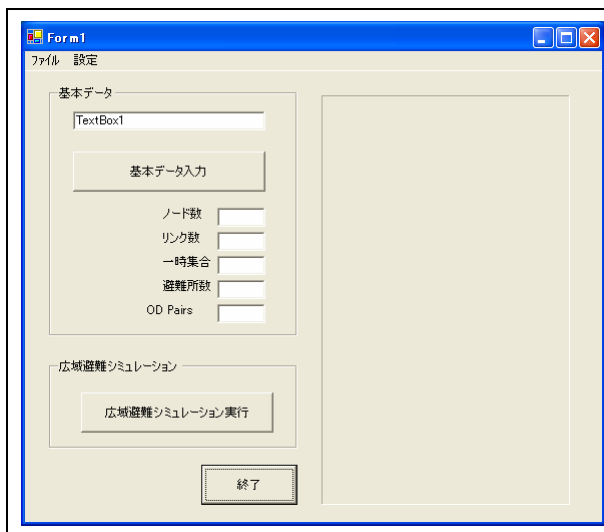 Form1
ファイル 設定
基本データ
TextBox1
基本データ入力
ノード数
リンク数
一時集合
避難所数
OD Pairs
広域避難シミュレーション
広域避難シミュレーション実行
終了